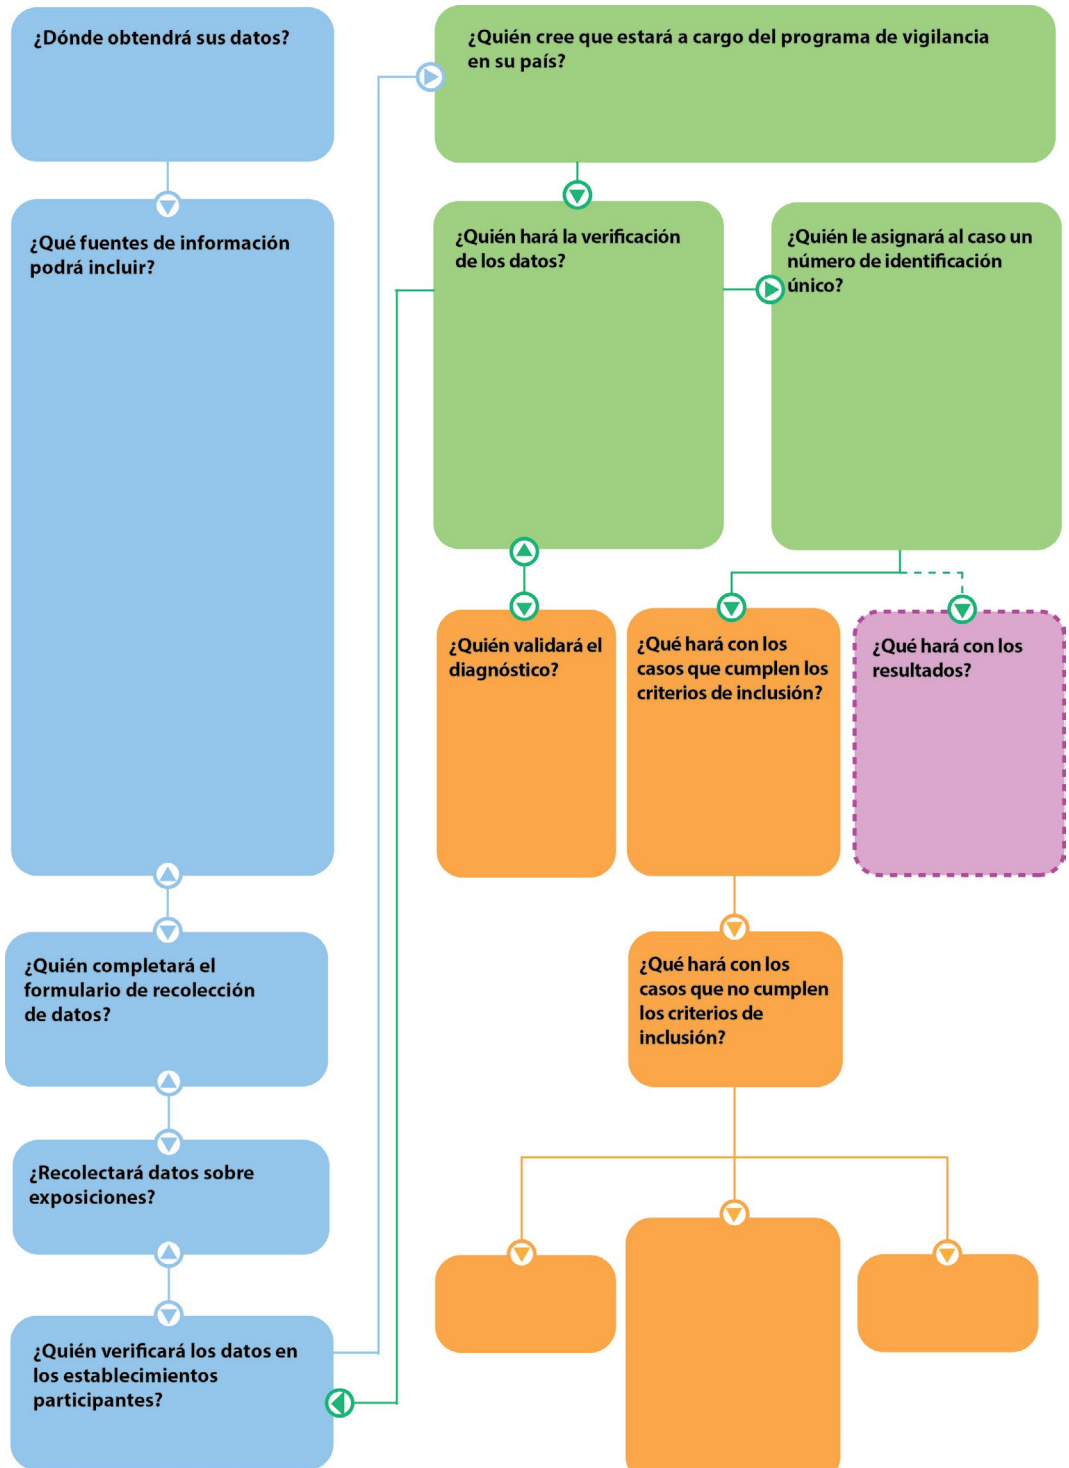 ¿Dónde obtendrá sus datos?
¿Qué fuentes de información
podrá incluir?
¿Quién completará el
formulario de recolección
de datos?
¿Recolectará datos sobre
exposiciones?
¿Quién verificará los datos en
los establecimientos
participantes?
¿Quién cree que estará a cargo del programa de vigilancia
en su país?
¿Quién hará la verificación
de los datos?
¿Quién le asignará al caso un
número de identificación
único?
¿Quién validará el
diagnóstico?
¿Qué hará con los
casos que cumplen los
criterios de inclusión?
¿Qué hará con los
resultados?
¿Qué hará con los
casos que no cumplen
los criterios de
inclusión?